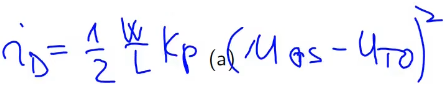 i_D = 1/2 W/L Kp (a) (u_GS - u_T0)^2